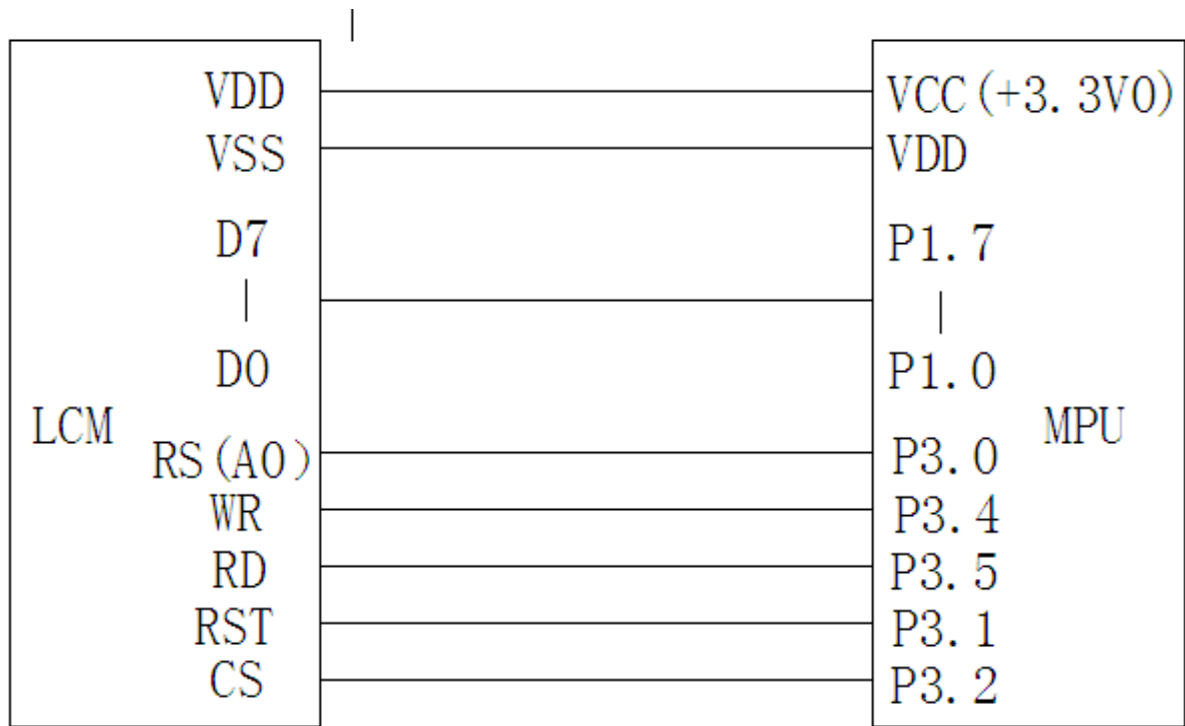 VDD VCC(+3.3V0)
VSS VDD
D7 P1.7
D0 P1.0
LCM MPU
RS(A0) P3.0
WR P3.4
RD P3.5
RST P3.1
CS P3.2